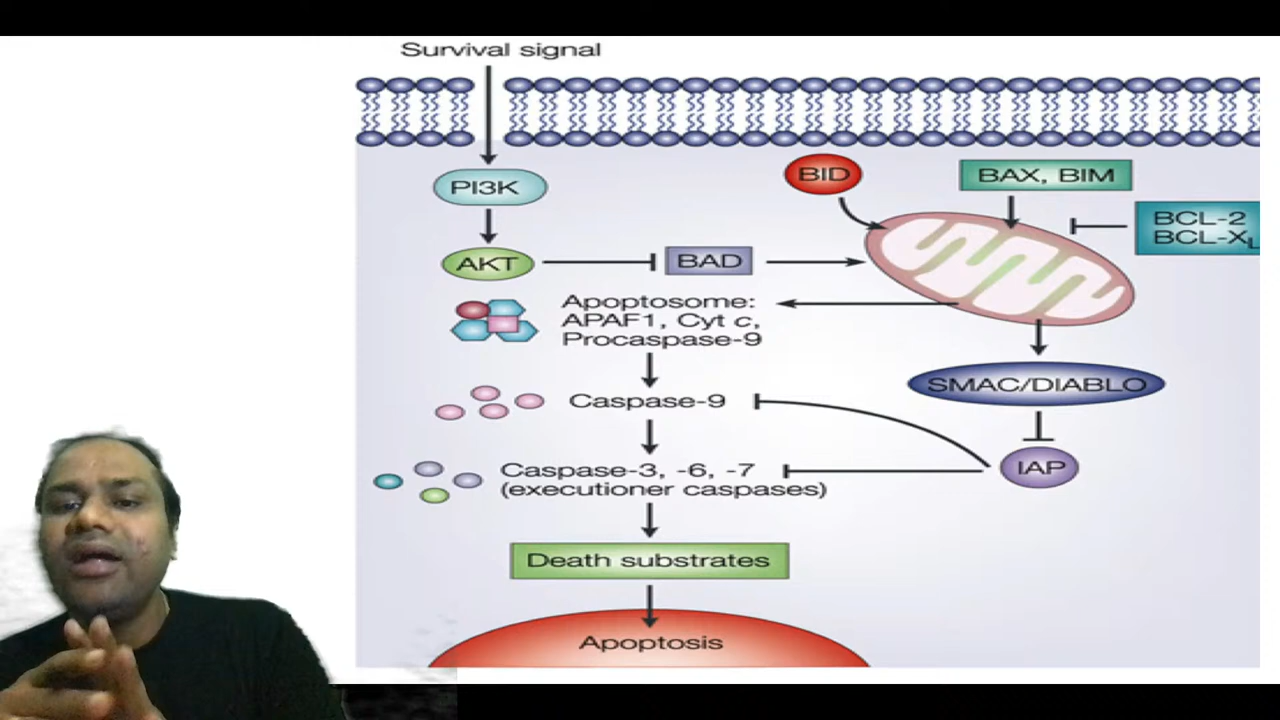 Survival signal
PI3K
BID
BAX, BIM
BCL-2
BCL-XL
AKT
BAD
Apoptosome:
APAF1, Cyt c,
Procaspase-9
SMAC/DIABLO
Caspase-9
IAP
Caspase-3, -6, -7
(executioner caspases)
Death substrates
Apoptosis